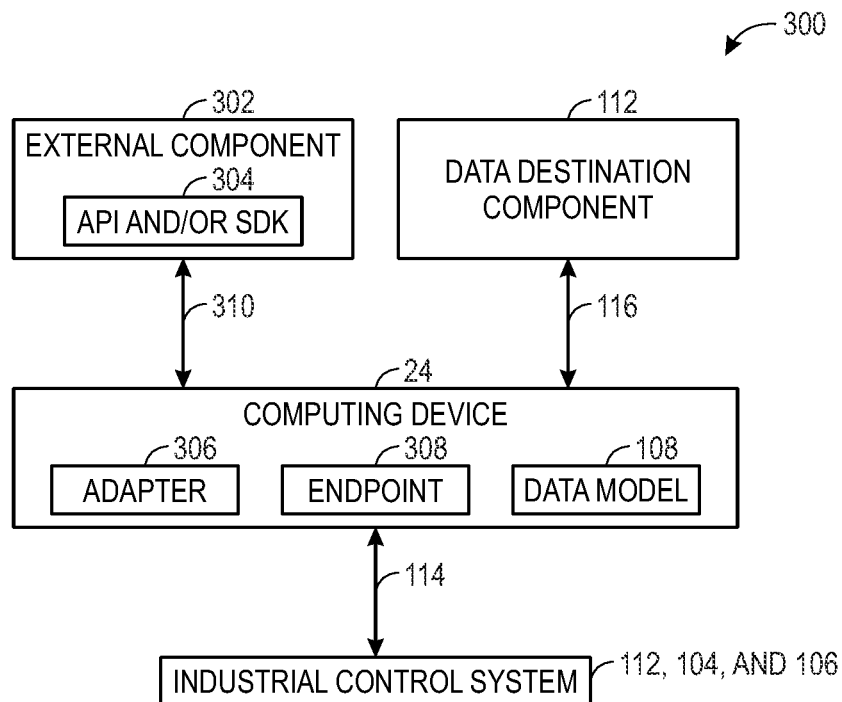 300
302
112
EXTERNAL COMPONENT
304
API AND/OR SDK
DATA DESTINATION
COMPONENT
310
116
24
COMPUTING DEVICE
306
308
108
ADAPTER
ENDPOINT
DATA MODEL
114
INDUSTRIAL CONTROL SYSTEM
112, 104, AND 106